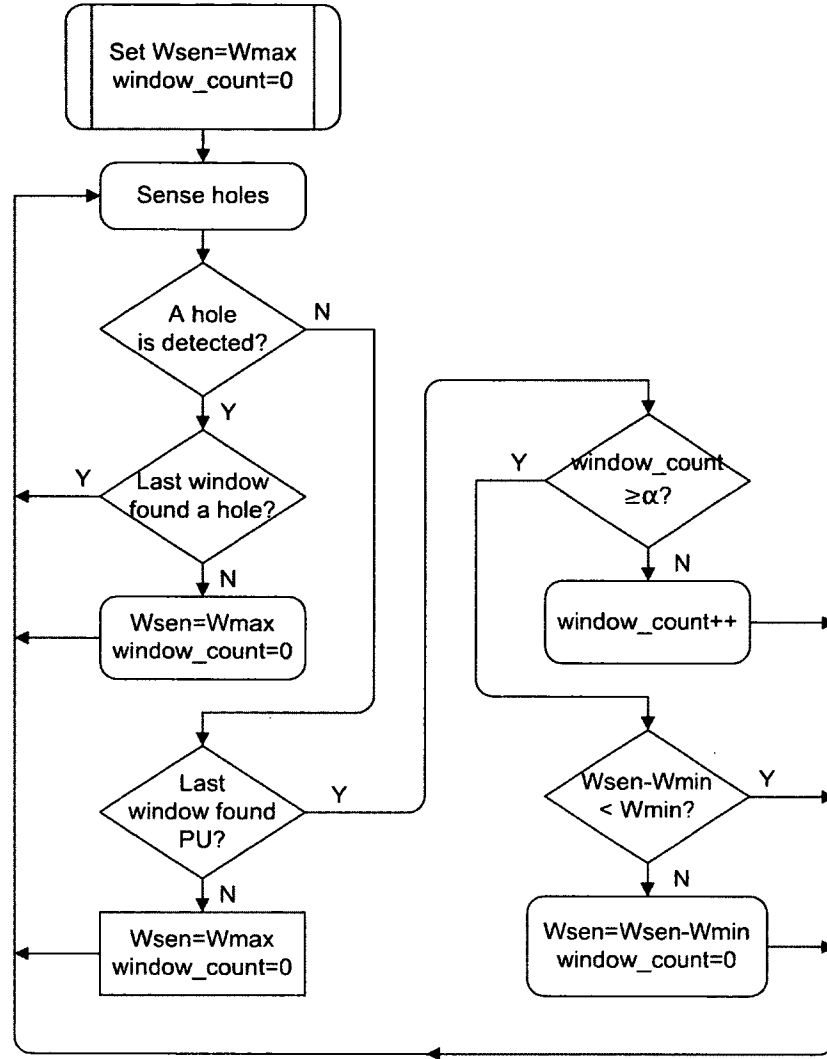 Set Wsen=Wmax
window_count=0
Sense holes
A hole
is detected?
N
Y
Last window
found a hole?
Y
N
Wsen=Wmax
window_count=0
Last
window found
PU?
Y
N
Wsen=Wmax
window_count=0
window_count
≥α?
Y
N
window_count++
Wsen-Wmin
< Wmin?
Y
N
Wsen=Wsen-Wmin
window_count=0